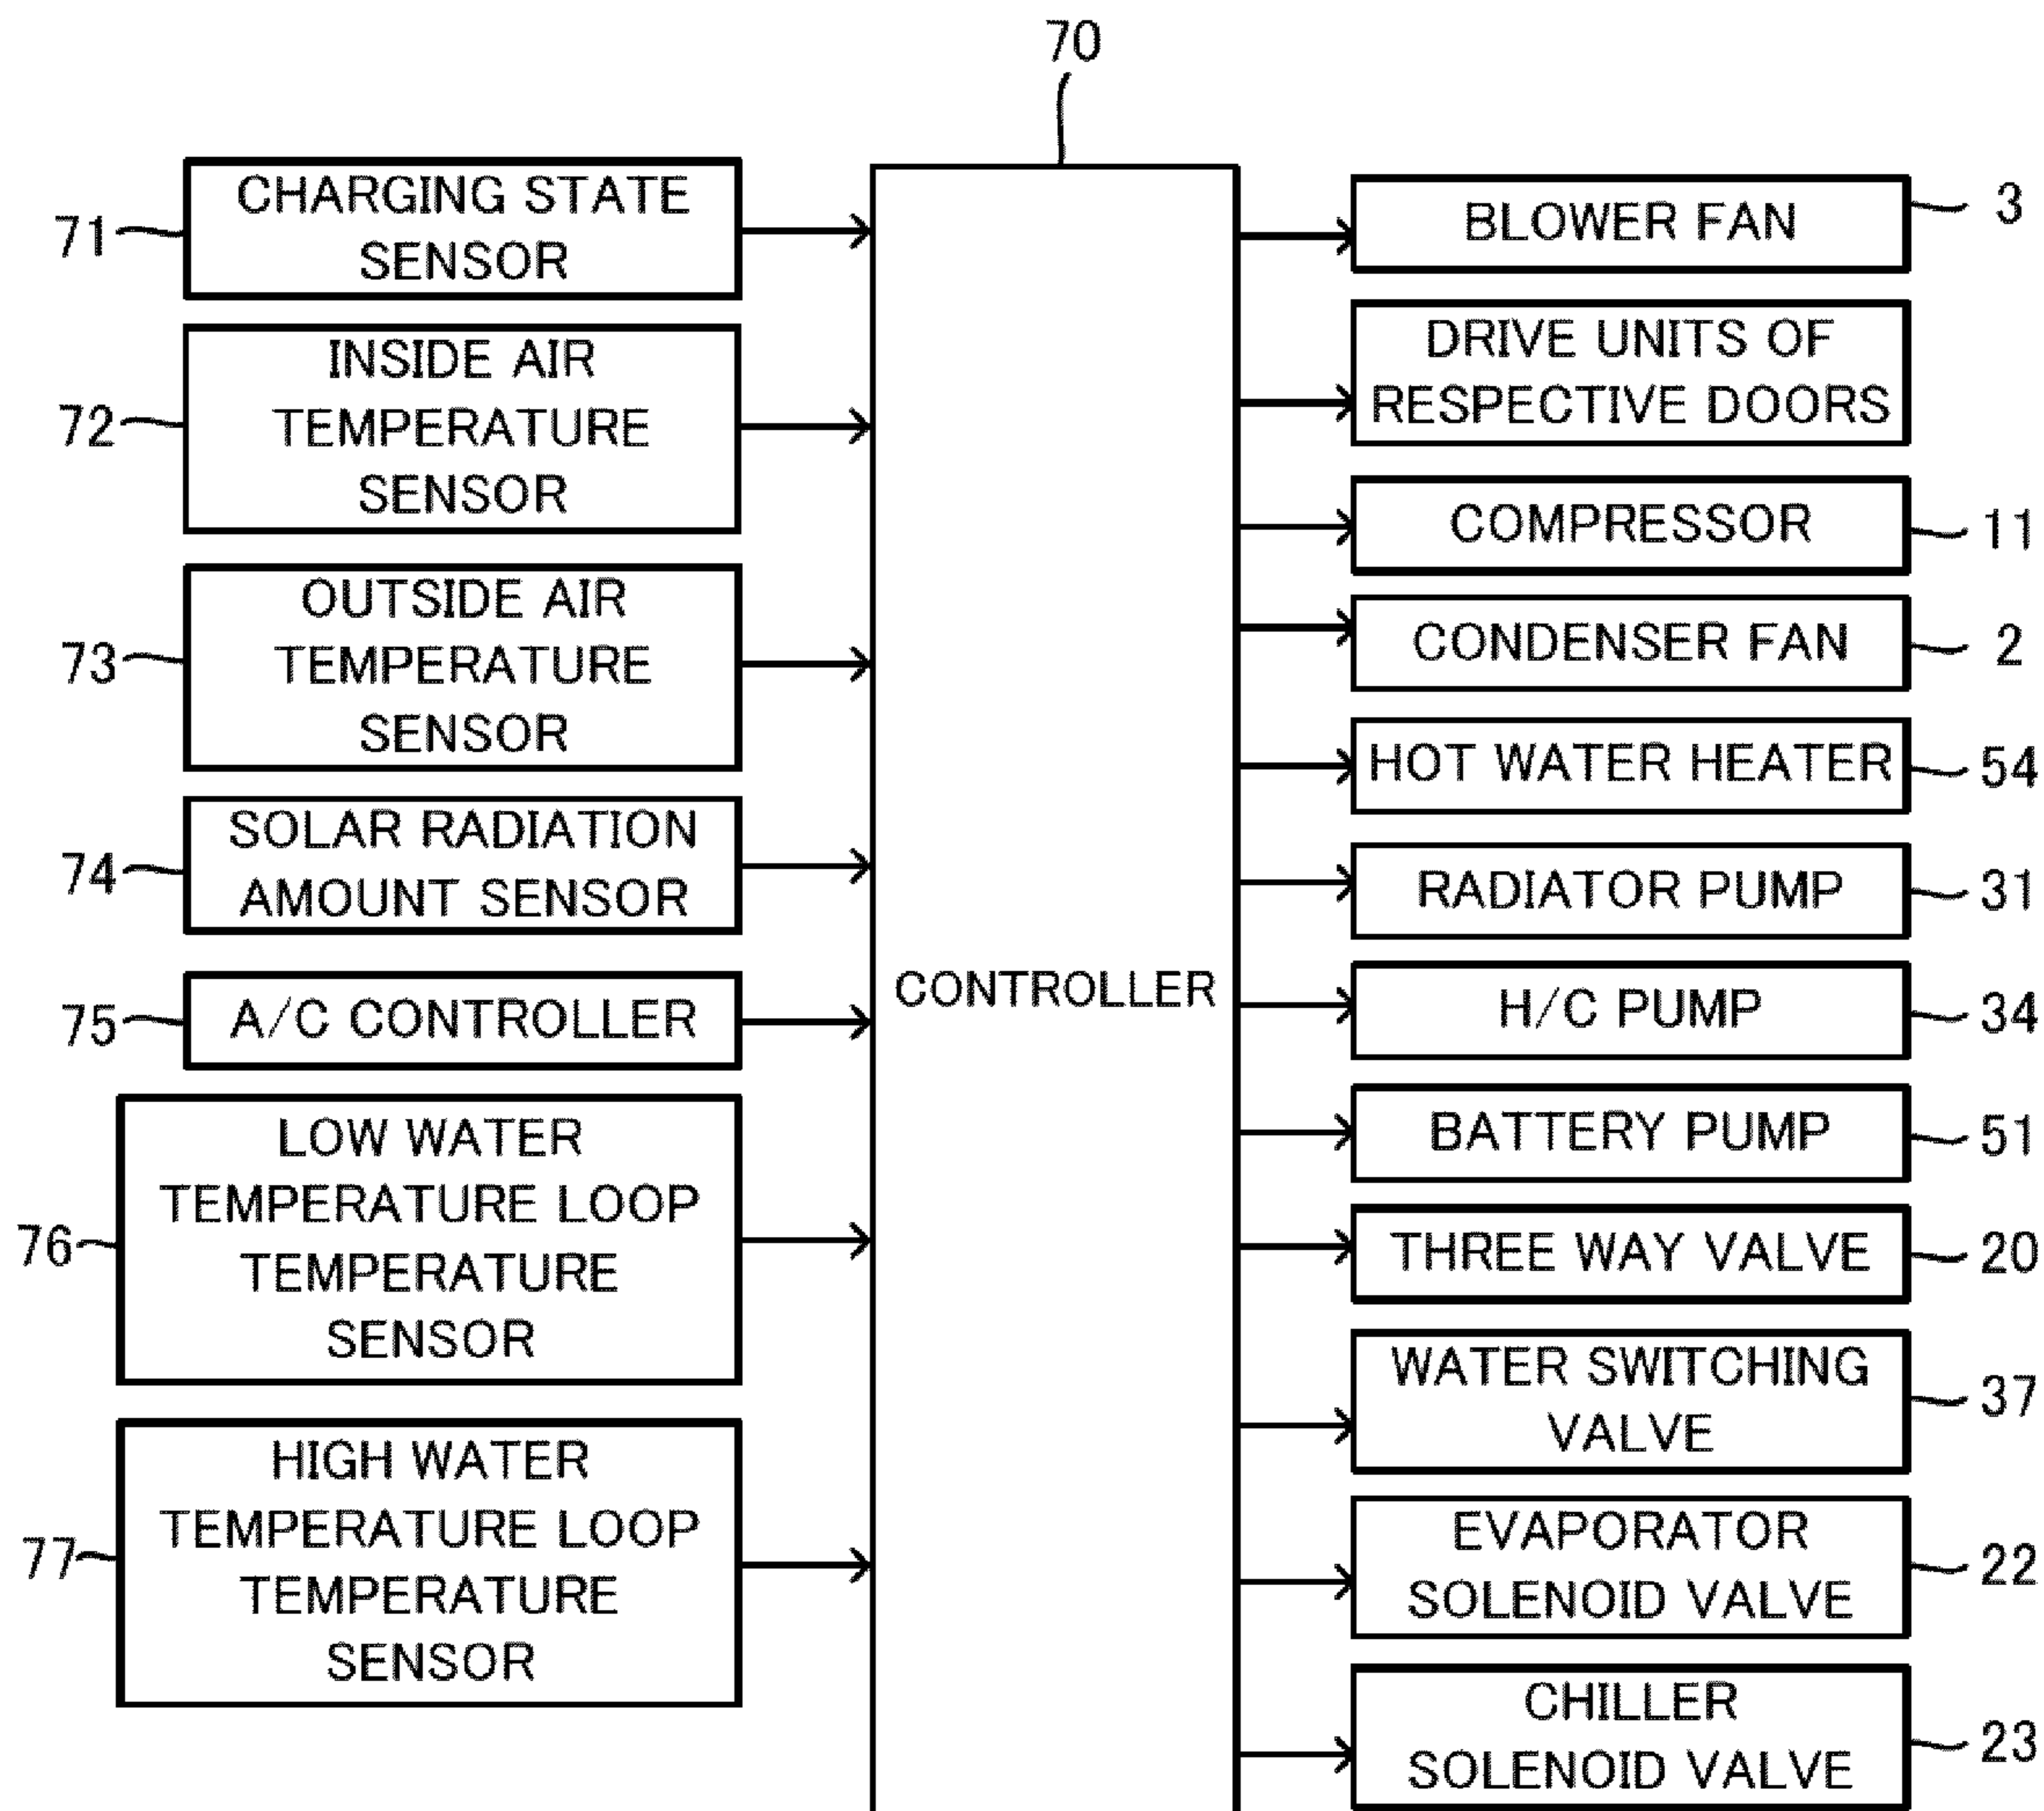 70
71
CHARGING STATE
SENSOR
72
INSIDE AIR
TEMPERATURE
SENSOR
73
OUTSIDE AIR
TEMPERATURE
SENSOR
74
SOLAR RADIATION
AMOUNT SENSOR
75
A/C CONTROLLER
76
LOW WATER
TEMPERATURE LOOP
TEMPERATURE
SENSOR
77
HIGH WATER
TEMPERATURE LOOP
TEMPERATURE
SENSOR
CONTROLLER
BLOWER FAN
3
DRIVE UNITS OF
RESPECTIVE DOORS
COMPRESSOR
11
CONDENSER FAN
2
HOT WATER HEATER
54
RADIATOR PUMP
31
H/C PUMP
34
BATTERY PUMP
51
THREE WAY VALVE
20
WATER SWITCHING
VALVE
37
EVAPORATOR
SOLENOID VALVE
22
CHILLER
SOLENOID VALVE
23